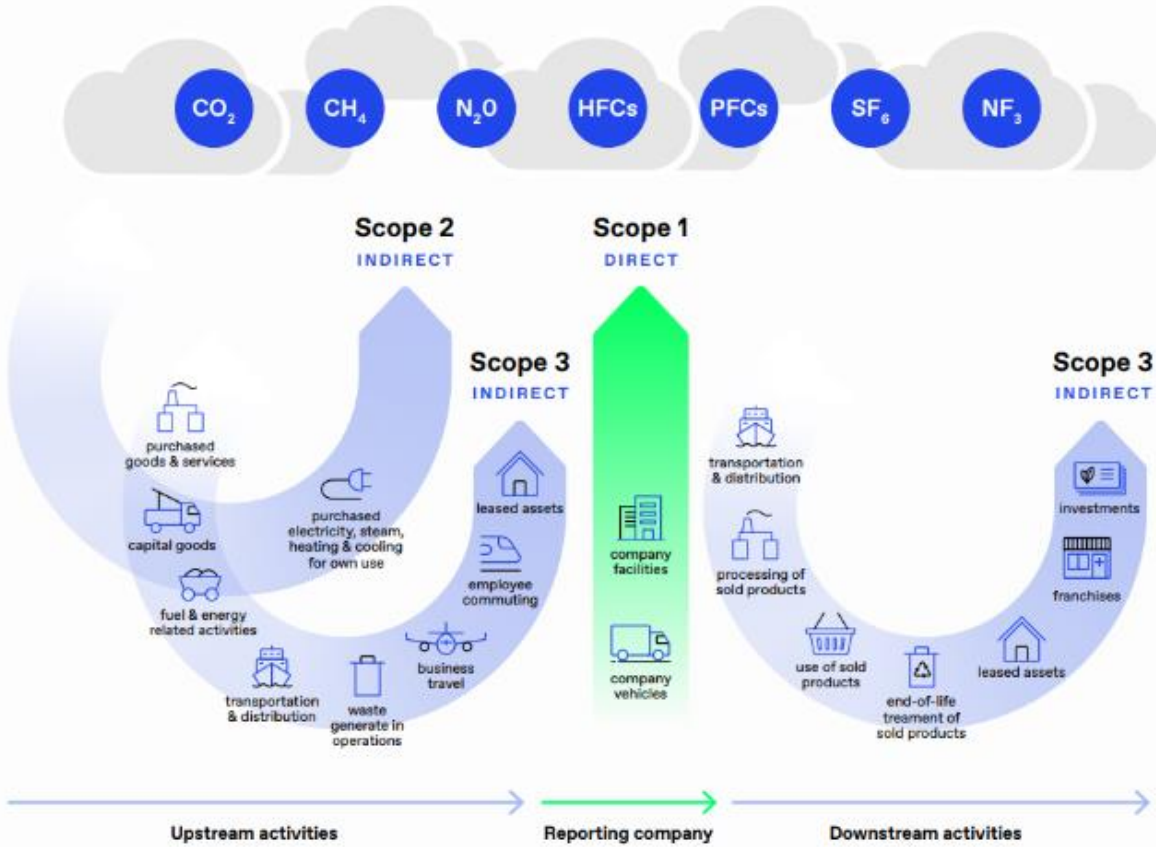 CO₂
CH₄
N₂O
HFCs
PFCs
SF₆
NF₃
Scope 2
INDIRECT
Scope 1
DIRECT
Scope 3
INDIRECT
Scope 3
INDIRECT
purchased
goods & services
capital goods
fuel & energy
related activities
transportation
& distribution
waste
generate in
operations
business
travel
employee
commuting
leased assets
purchased
electricity, steam,
heating & cooling
for own use
company
facilities
company
vehicles
transportation
& distribution
processing of
sold products
use of sold
products
end-of-life
treament of
sold products
leased assets
franchises
investments
Upstream activities
Reporting company
Downstream activities